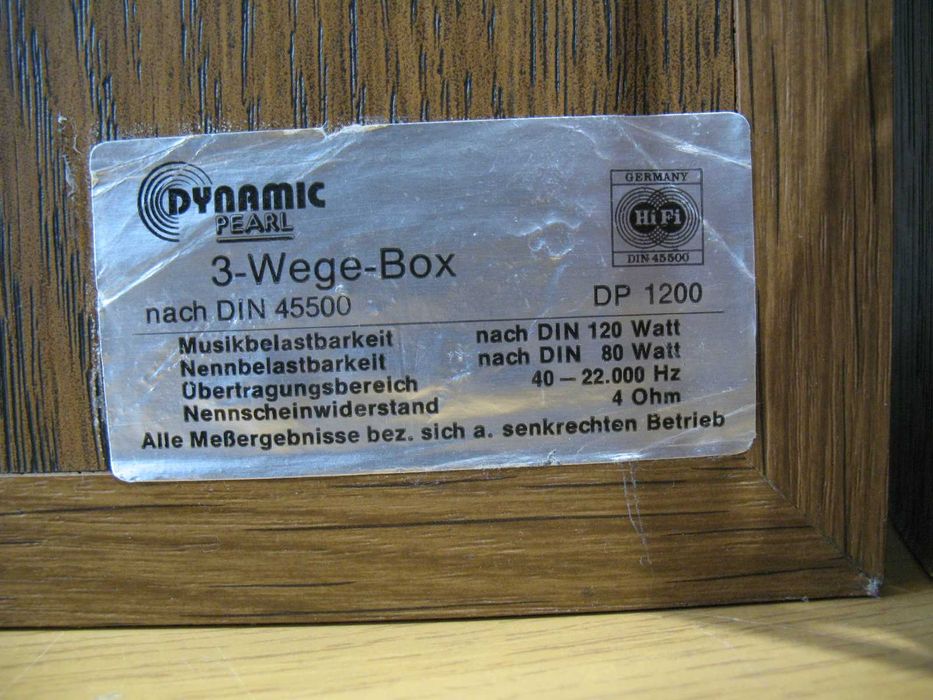 DYNAMIC
PEARL
GERMANY
HiFi
DIN 45500
3-Wege-Box
nach DIN 45500
DP 1200
Musikbelastbarkeit nach DIN 120 Watt
Nennbelastbarkeit nach DIN 80 Watt
Übertragungsbereich 40 – 22.000 Hz
Nennscheinwiderstand 4 Ohm
Alle Meßergebnisse bez. sich a. senkrechten Betrieb